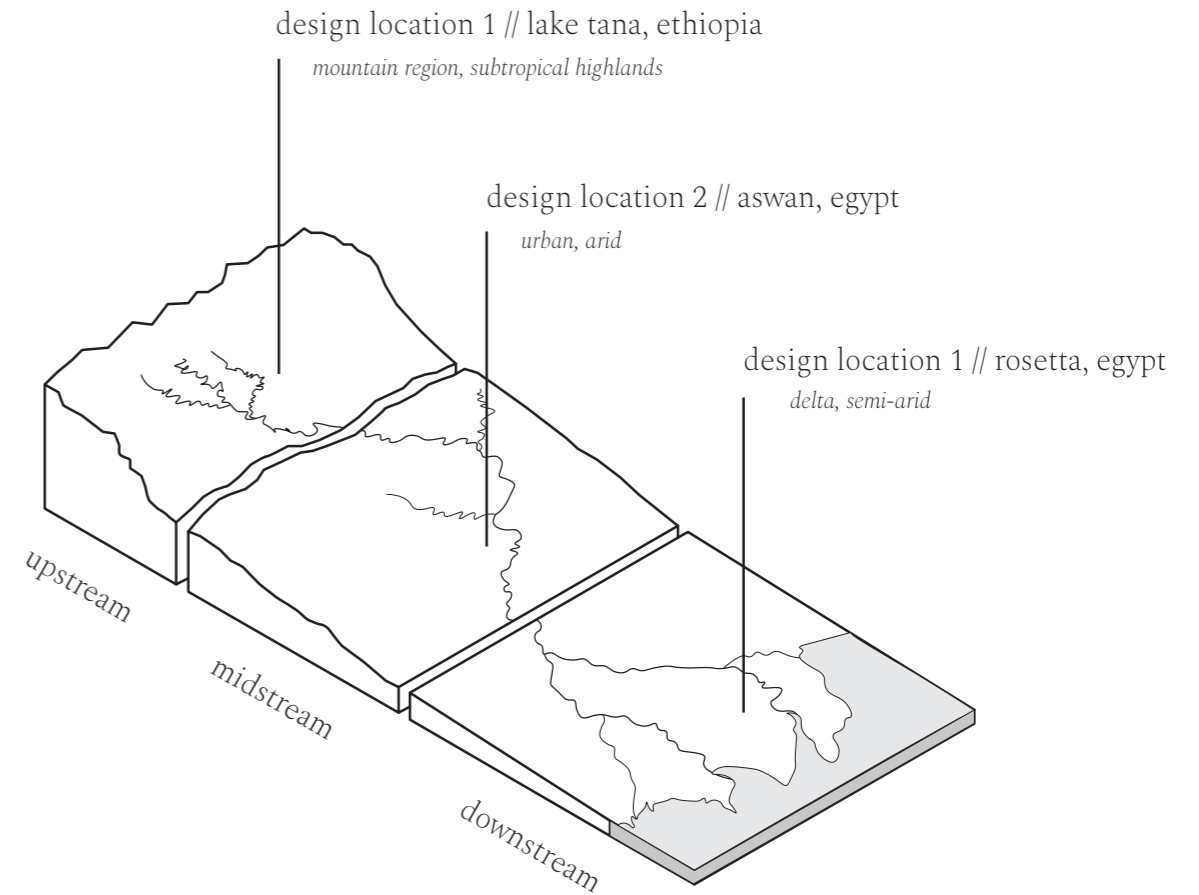 design location 1 // lake tana, ethiopia
mountain region, subtropical highlands
design location 2 // aswan, egypt
urban, arid
design location 1 // rosetta, egypt
delta, semi-arid
upstream
midstream
downstream